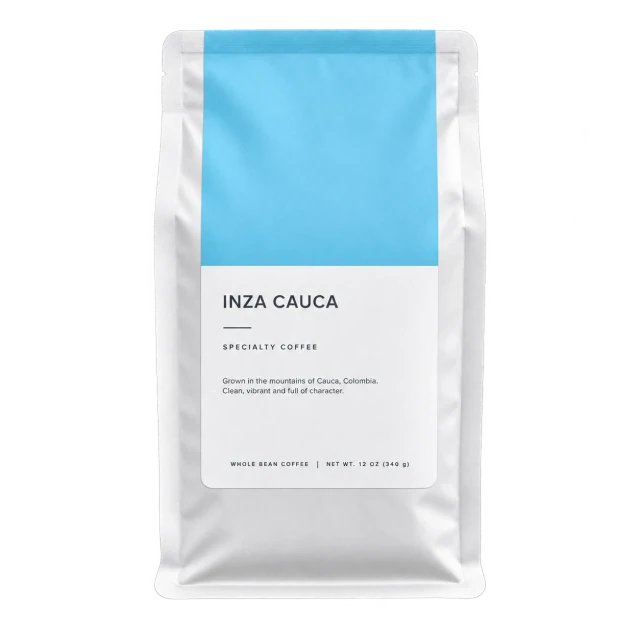 INZA CAUCA
SPECIALTY COFFEE
Grown in the mountains of Cauca, Colombia.
Clean, vibrant and full of character.
WHOLE BEAN COFFEE | NET WT. 12 OZ (340 g)